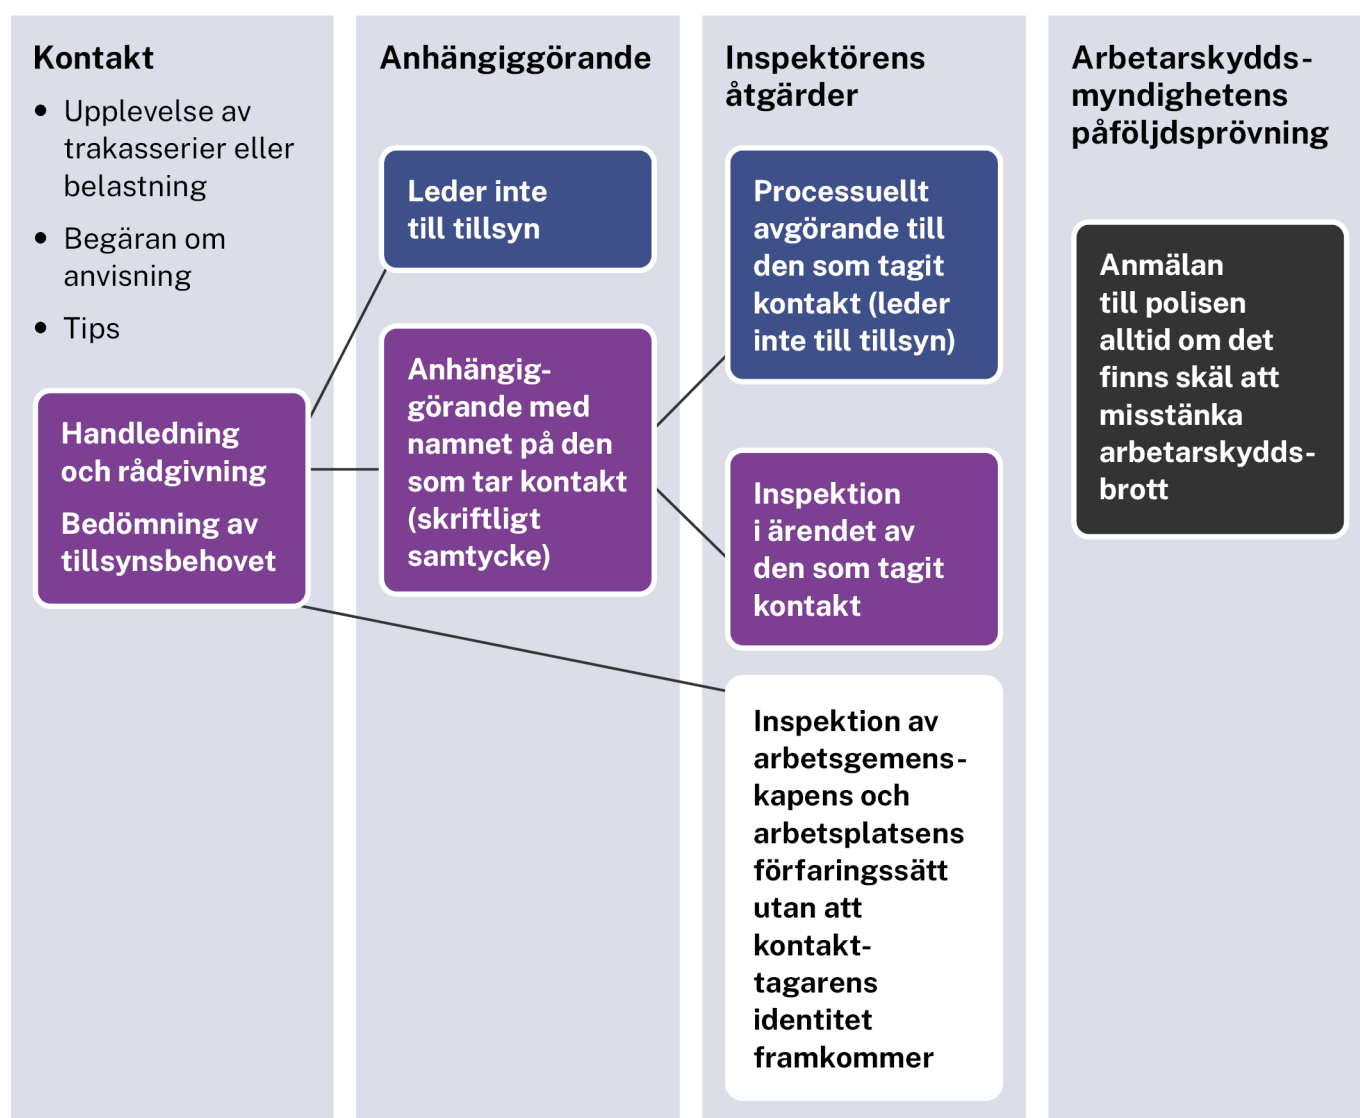 Kontakt
• Upplevelse av
trakasserier eller
belastning
• Begäran om
anvisning
• Tips
Handledning
och rådgivning
Bedömning av
tillsynsbehovet
Anhängiggörande
Leder inte
till tillsyn
Anhängig-
görande med
namnet på den
som tar kontakt
(skriftligt
samtycke)
Inspektörens
åtgärder
Processuellt
avgörande till
den som tagit
kontakt (leder
inte till tillsyn)
Inspektion
i ärendet av
den som tagit
kontakt
Inspektion av
arbetsgemens-
kapens och
arbetsplatsens
förfaringssätt
utan att
kontakt-
tagarens
identitet
framkommer
Arbetarskydds-
myndighetens
påföljdsprövning
Anmälan
till polisen
alltid om det
finns skäl att
misstänka
arbetarskydds-
brott